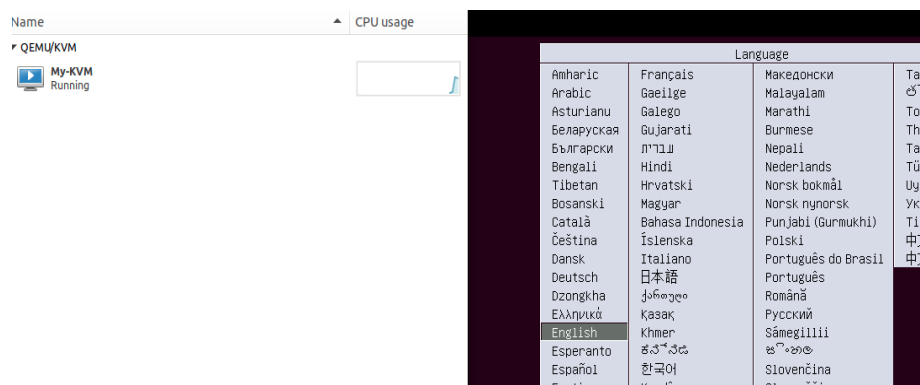 Name
CPU usage
QEMU/KVM
My-KVM
Running
Language
Amharic
Arabic
Asturianu
Беларуская
Български
Bengali
Tibetan
Bosanski
Català
Čeština
Dansk
Deutsch
Dzongkha
Ελληνικά
English
Esperanto
Español
Français
Gaeilge
Galego
Gujarati
עברית
Hindi
Hrvatski
Magyar
Bahasa Indonesia
Íslenska
Italiano
日本語
ქართული
Қазақ
Khmer
ಕನ್ನಡ
한국어
Македонски
Malayalam
Marathi
Burmese
Nepali
Nederlands
Norsk bokmål
Norsk nynorsk
Punjabi (Gurmukhi)
Polski
Português do Brasil
Português
Română
Русский
Sámegillii
සිංහල
Slovenčina